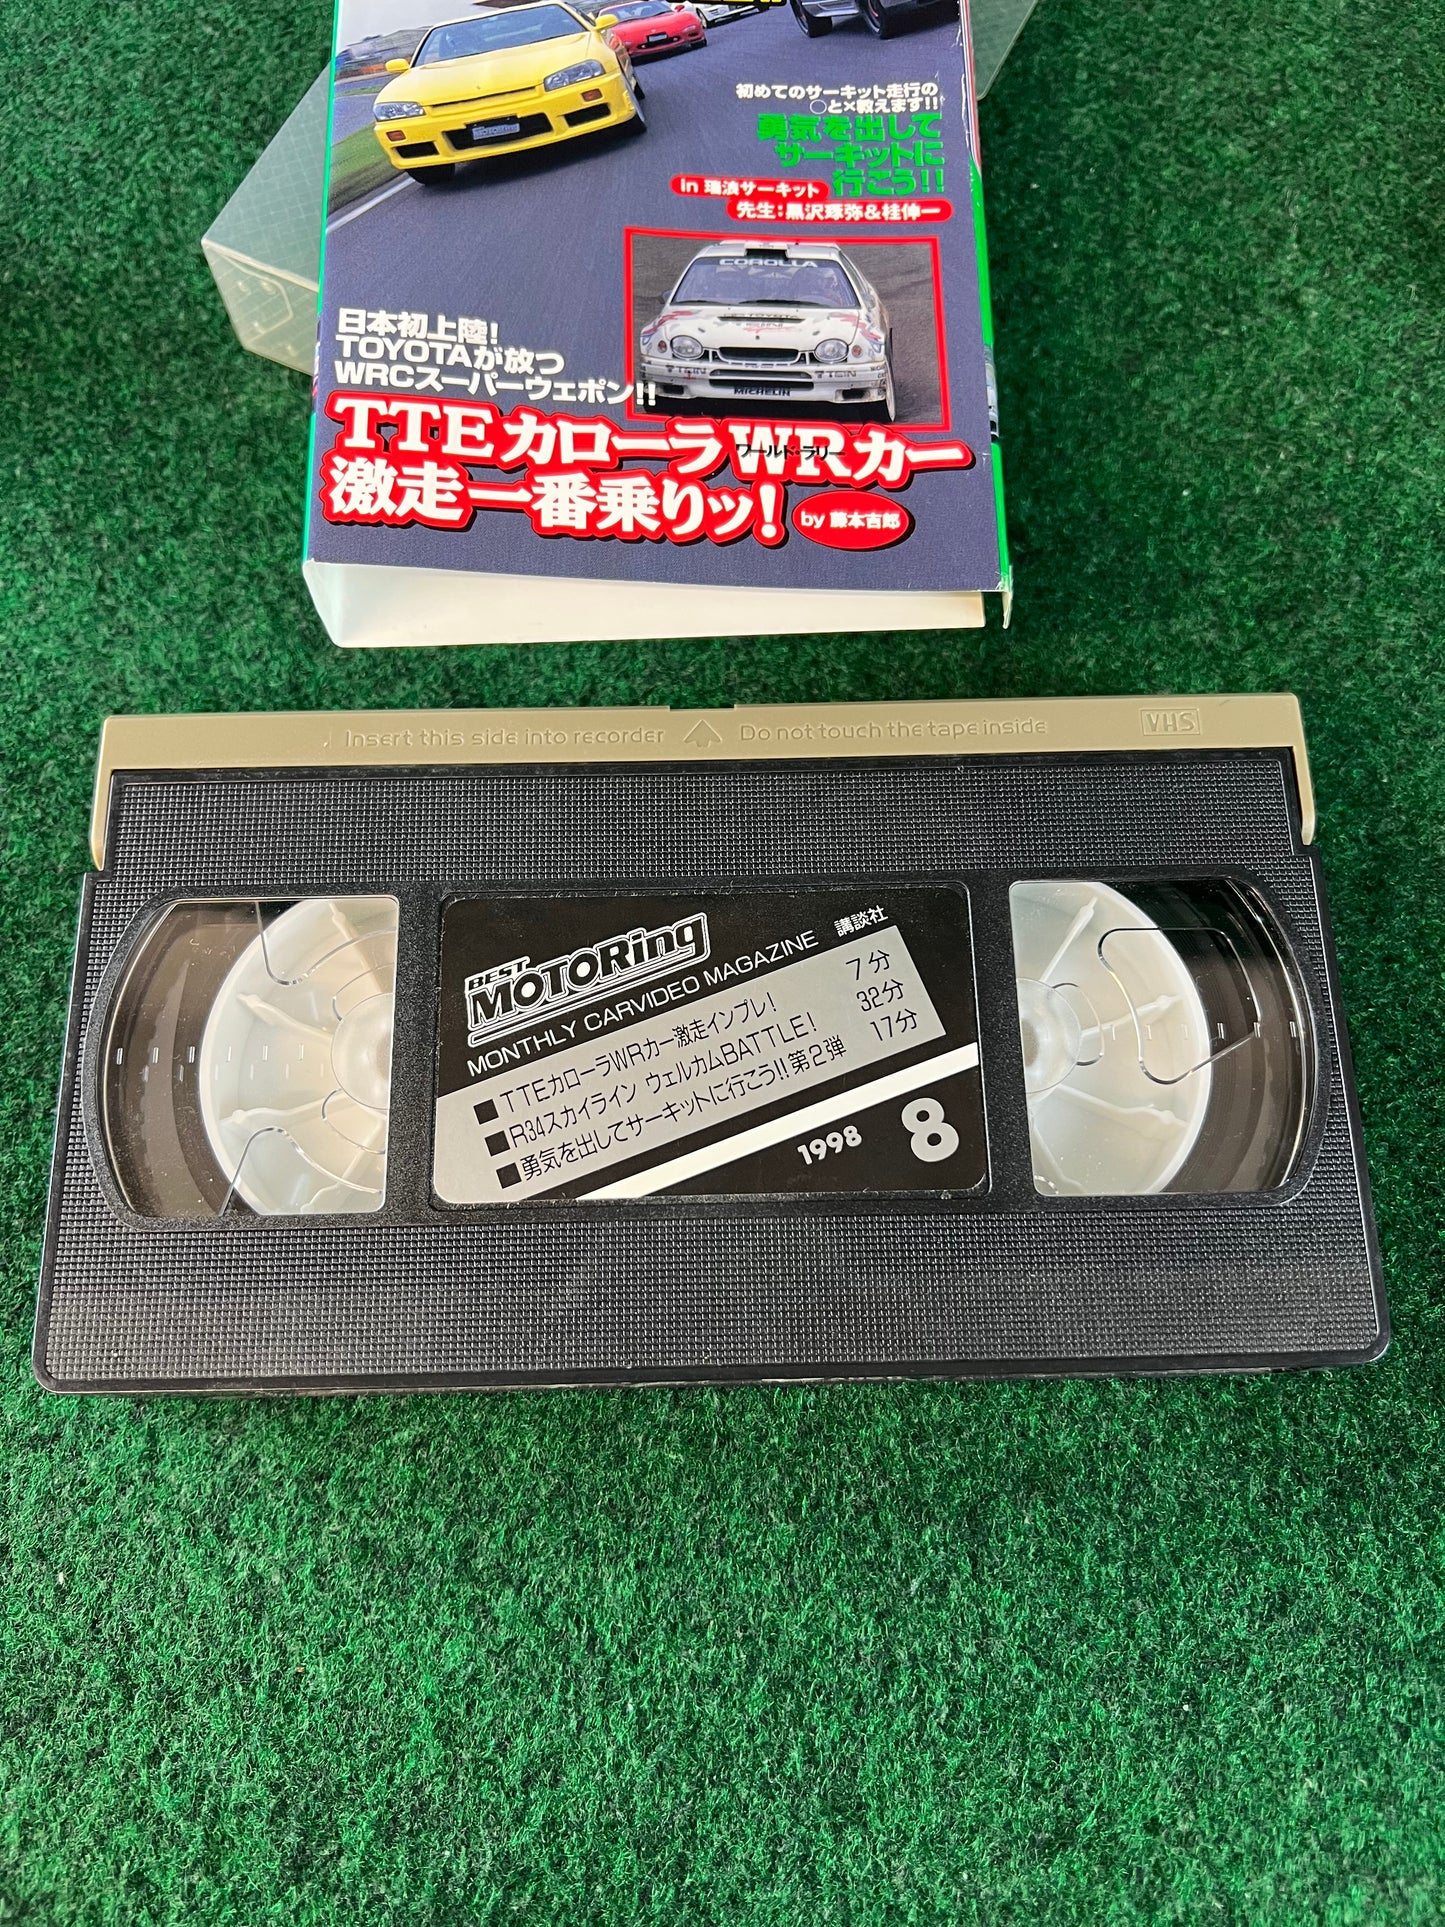 初めてのサーキット走行の
○と×教えます!!
勇気を出して
サーキットに
行こう!!
in 瑞浪サーキット
先生:黒沢琢弥&桂伸一
COROLLA
TOYOTA
TEIN
TEIN
MICHELIN
日本初上陸!
TOYOTAが放つ
WRCスーパーウェポン!!
TTEカローラWRカー
ワールド・ラリー
激走一番乗りッ!
by 藤本吉郎
Insert this side into recorder
Do not touch the tape inside
VHS
BEST
MOTORing
MONTHLY CARVIDEO MAGAZINE 講談社
■TTEカローラWRカー激走インプレ! 7分
■R34スカイライン ウェルカムBATTLE! 32分
■勇気を出してサーキットに行こう!!第2弾 17分
1998 8